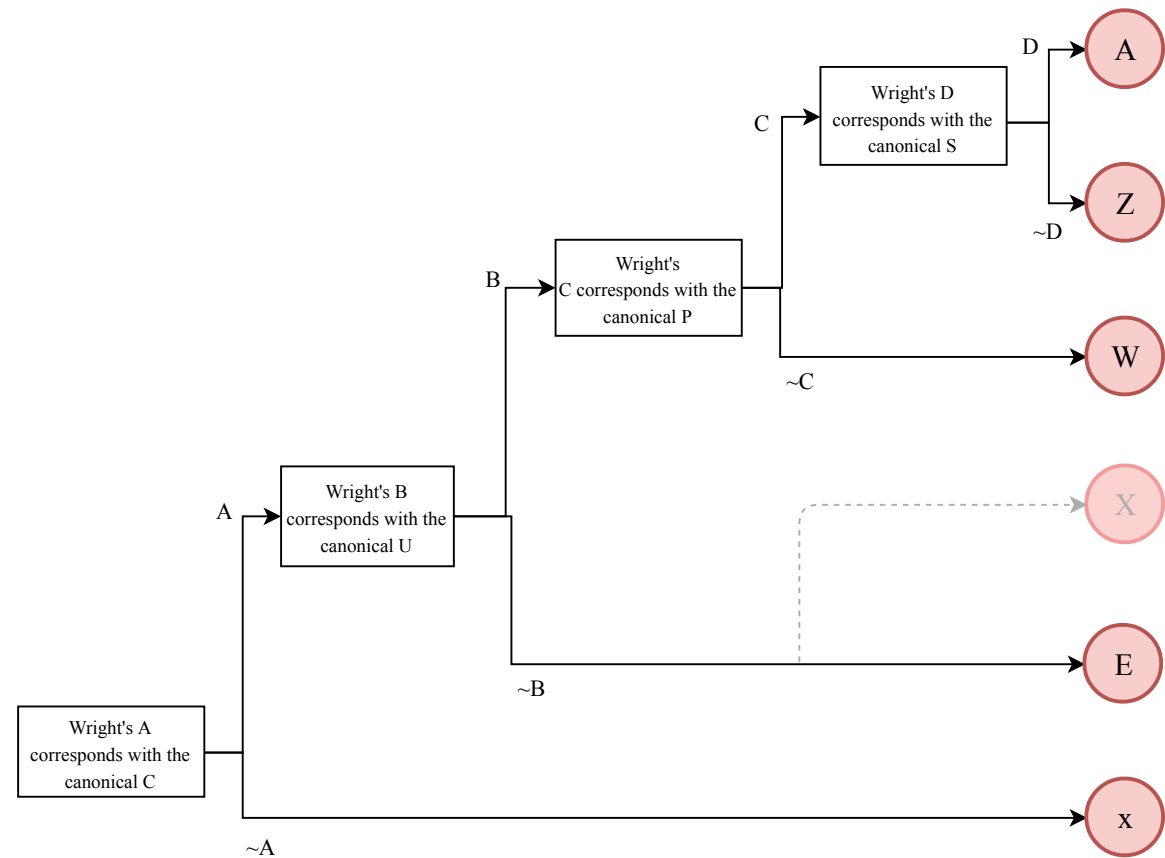 D
A
Wright's D
corresponds with the
canonical S
C
Z
~D
Wright's
C corresponds with the
canonical P
B
W
~C
Wright's B
corresponds with the
canonical U
A
X
E
~B
Wright's A
corresponds with the
canonical C
x
~A